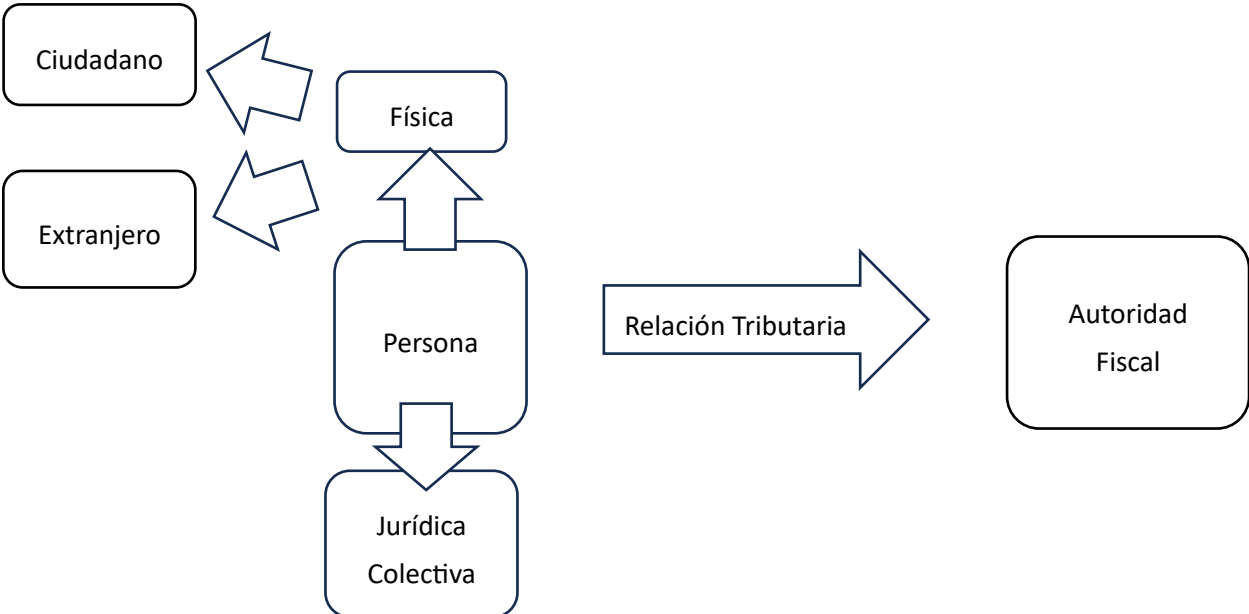 Ciudadano
Física
Extranjero
Persona
Relación Tributaria
Autoridad
Fiscal
Jurídica
Colectiva